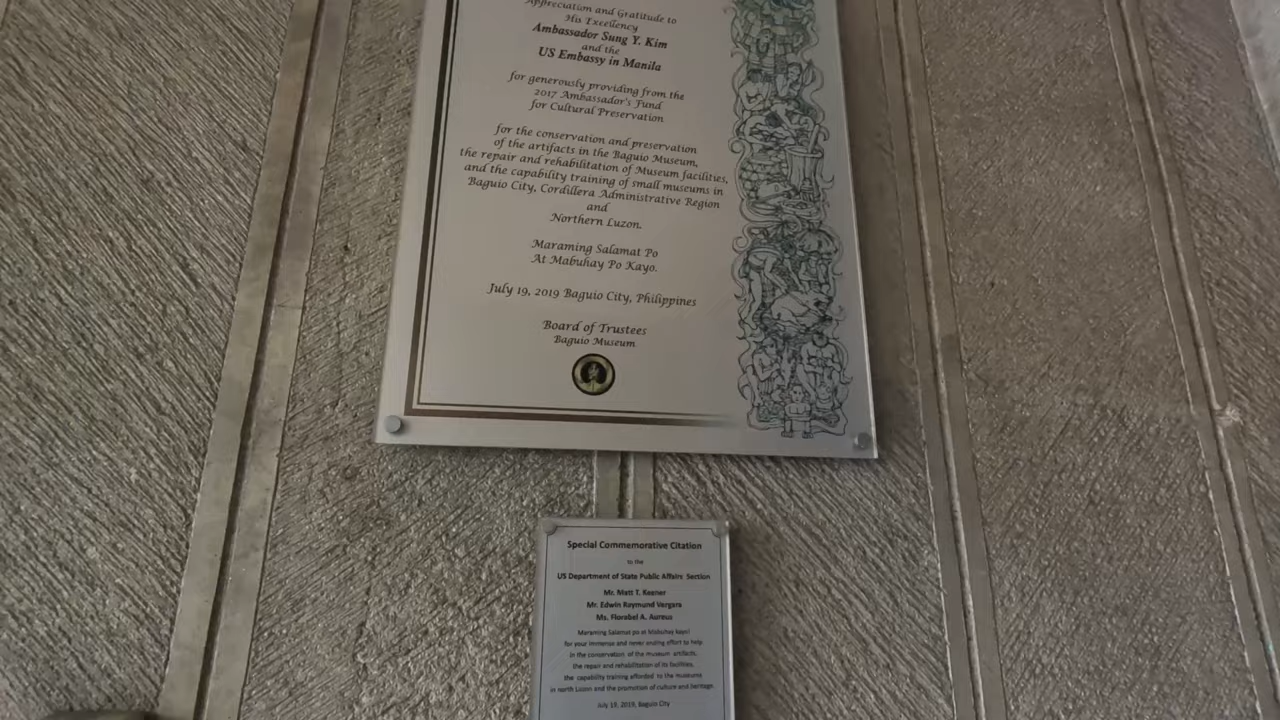 Appreciation and Gratitude to
His Excellency
Ambassador Sung Y. Kim
and the
US Embassy in Manila
for generously providing from the
2017 Ambassador's Fund
for Cultural Preservation
for the conservation and preservation
of the artifacts in the Baguio Museum,
the repair and rehabilitation of Museum facilities,
and the capability training of small museums in
Baguio City, Cordillera Administrative Region
and
Northern Luzon.
Maraming Salamat Po
At Mabuhay Po Kayo.
July 19, 2019 Baguio City, Philippines
Board of Trustees
Baguio Museum
Special Commemorative Citation
to the
US Department of State Public Affairs Section
Mr. Matt T. Keener
Mr. Edwin Raymund Vergara
Ms. Florabel A. Aureus
Maraming Salamat po at Mabuhay kayo!
for your immense and never ending effort to help
in the conservation of the museum artifacts,
the repair and rehabilitation of its facilities,
the capability training afforded to the museums
in north Luzon and the promotion of culture and heritage.
July 19, 2019, Baguio City